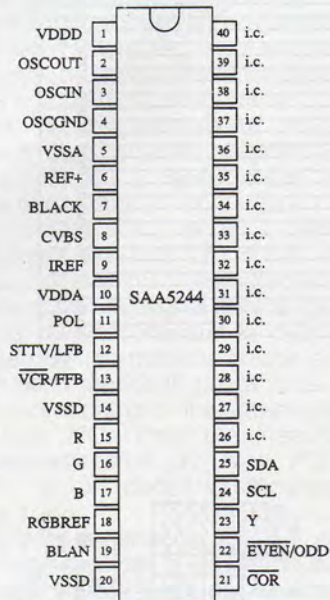 VDDD 1 40 i.c.
OSCOUT 2 39 i.c.
OSCIN 3 38 i.c.
OSCGND 4 37 i.c.
VSSA 5 36 i.c.
REF+ 6 35 i.c.
BLACK 7 34 i.c.
CVBS 8 33 i.c.
IREF 9 32 i.c.
VDDA 10 SAA5244 31 i.c.
POL 11 30 i.c.
STTV/LFB 12 29 i.c.
V̅C̅R̅/FFB 13 28 i.c.
VSSD 14 27 i.c.
R 15 26 i.c.
G 16 25 SDA
B 17 24 SCL
RGBREF 18 23 Y
BLAN 19 22 E̅V̅E̅N̅/ODD
VSSD 20 21 C̅O̅R̅